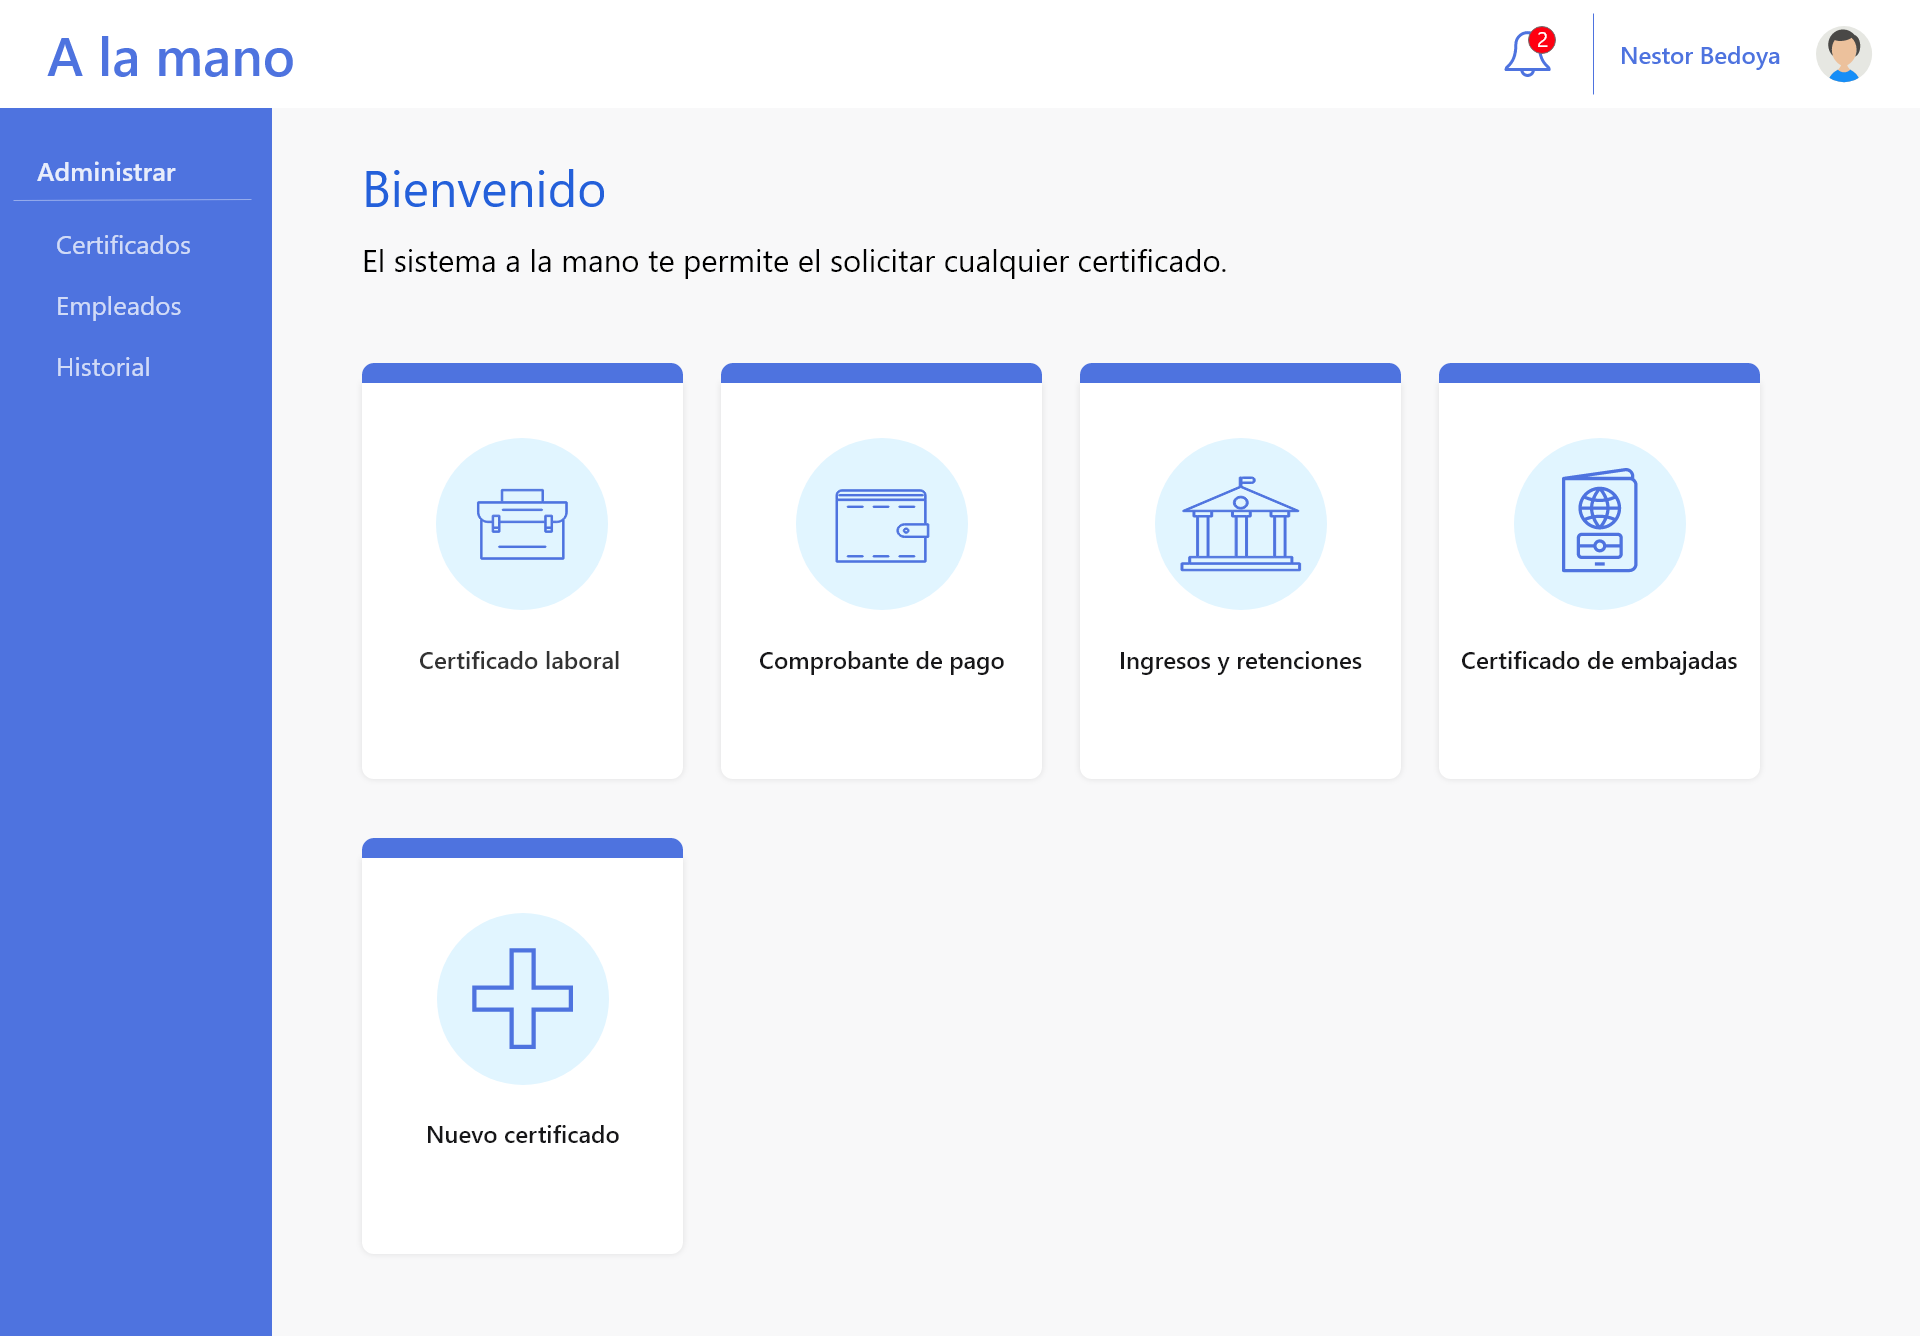 A la mano
2
Nestor Bedoya
Administrar
Certificados
Empleados
Historial
Bienvenido
El sistema a la mano te permite el solicitar cualquier certificado.
Certificado laboral
Comprobante de pago
Ingresos y retenciones
Certificado de embajadas
Nuevo certificado